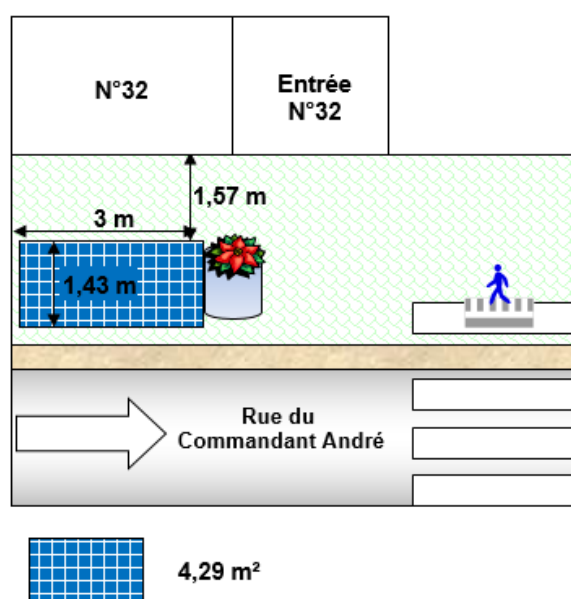 N°32
Entrée
N°32
1,57 m
3 m
1,43 m
Rue du
Commandant André
4,29 m²